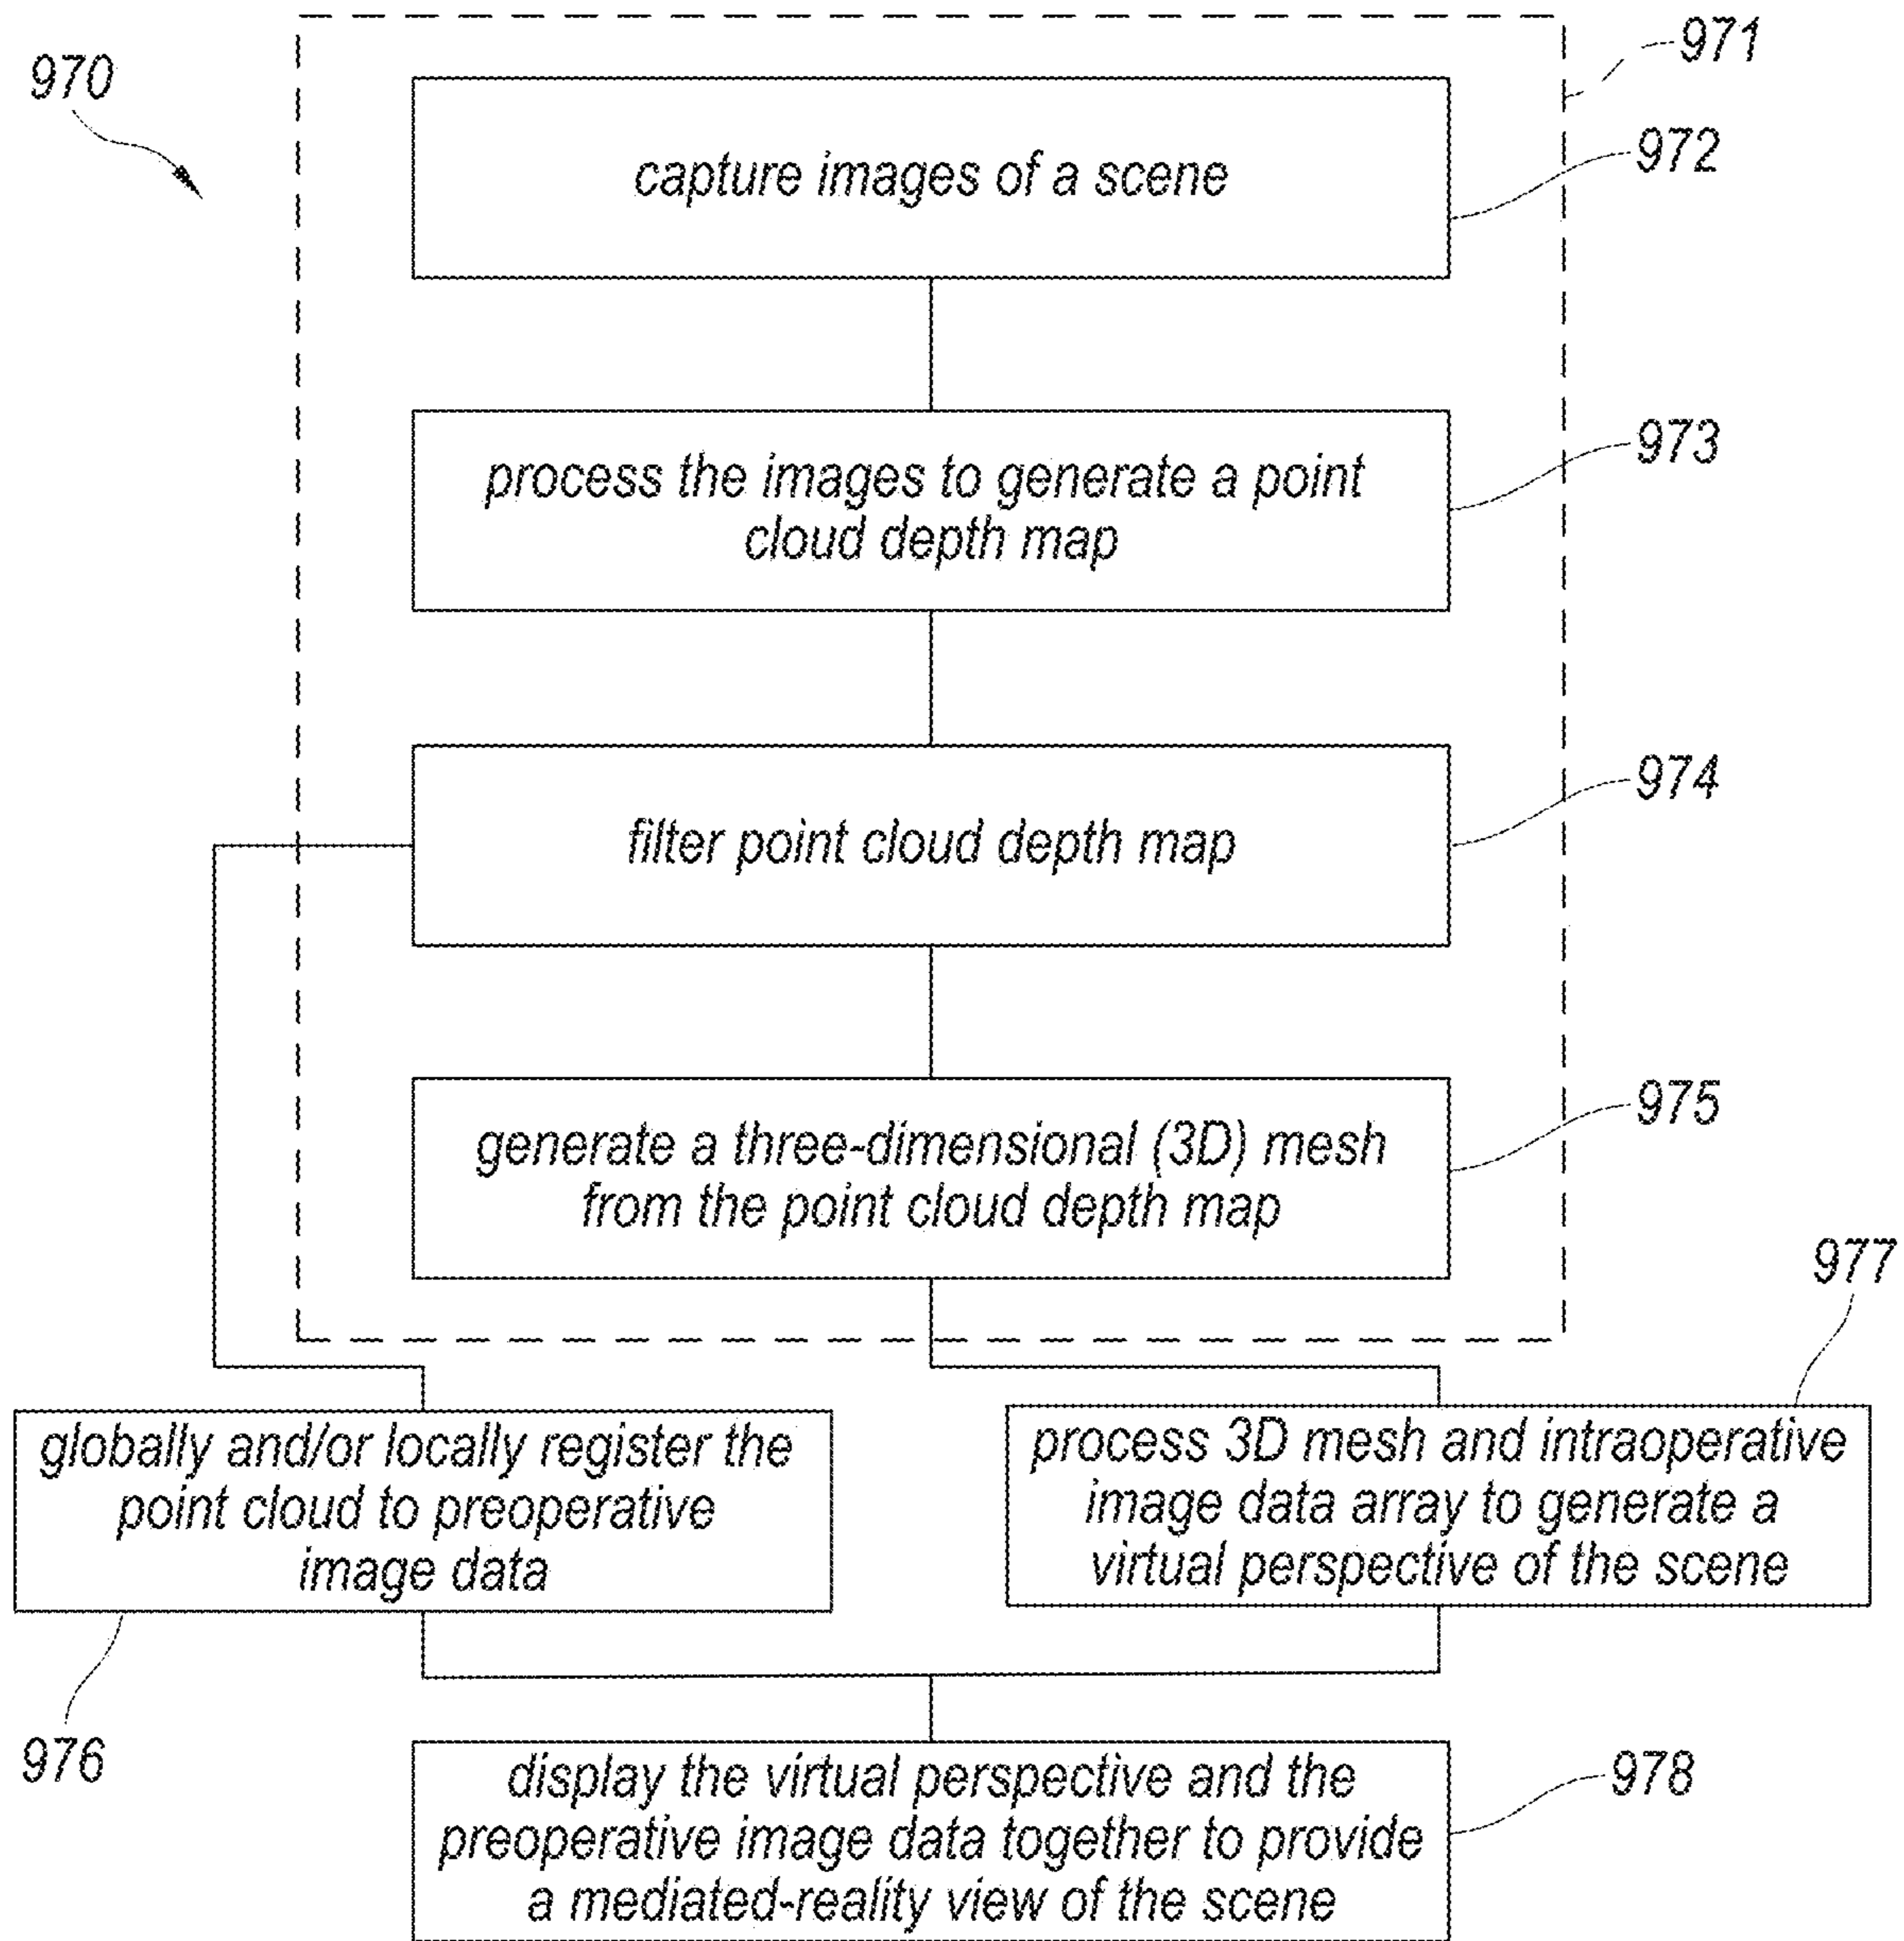 970
971
capture images of a scene
972
process the images to generate a point
cloud depth map
973
filter point cloud depth map
974
generate a three-dimensional (3D) mesh
from the point cloud depth map
975
globally and/or locally register the
point cloud to preoperative
image data
976
977
process 3D mesh and intraoperative
image data array to generate a
virtual perspective of the scene
display the virtual perspective and the
preoperative image data together to provide
a mediated-reality view of the scene
978